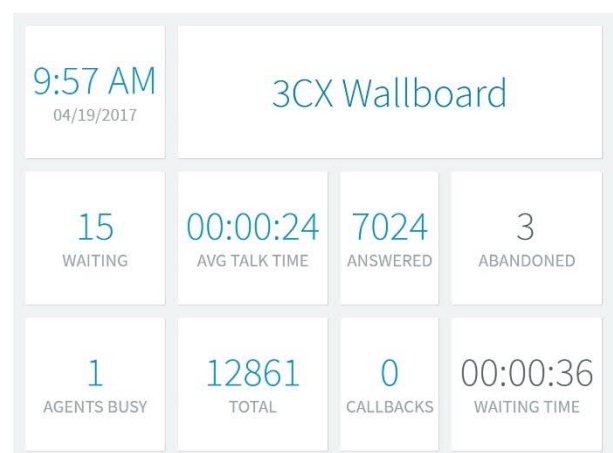 9:57 AM
04/19/2017
3CX Wallboard
15
WAITING
00:00:24
AVG TALK TIME
7024
ANSWERED
3
ABANDONED
1
AGENTS BUSY
12861
TOTAL
0
CALLBACKS
00:00:36
WAITING TIME